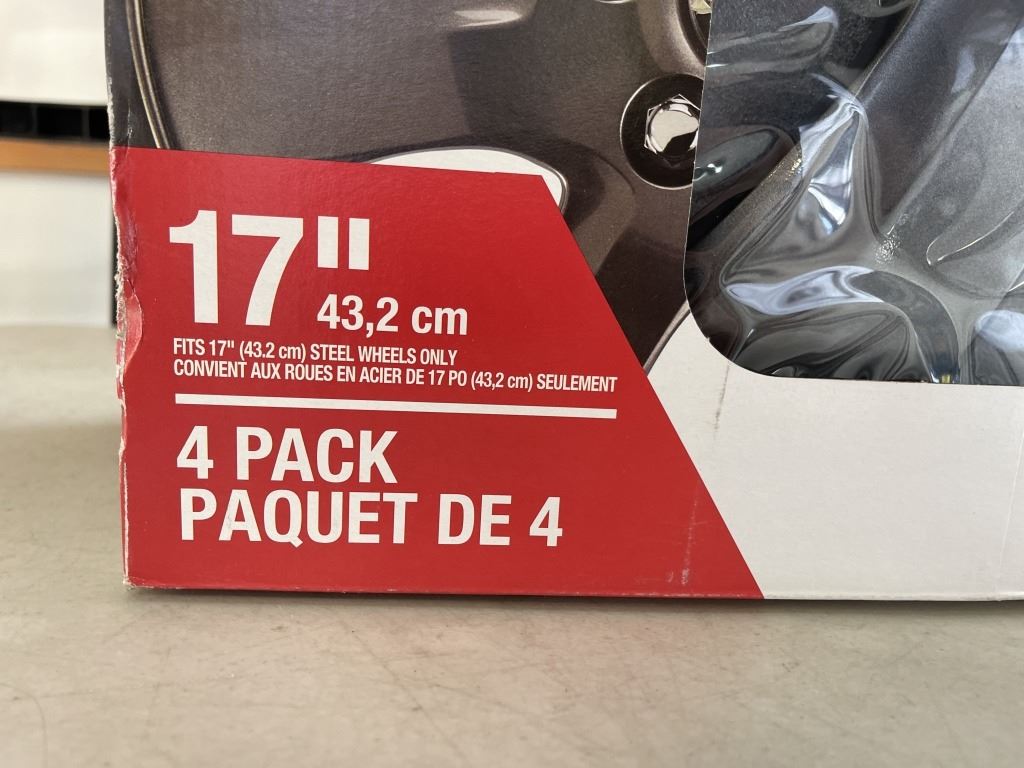 17"
43,2 cm
FITS 17" (43.2 cm) STEEL WHEELS ONLY
CONVIENT AUX ROUES EN ACIER DE 17 PO (43,2 cm) SEULEMENT
4 PACK
PAQUET DE 4